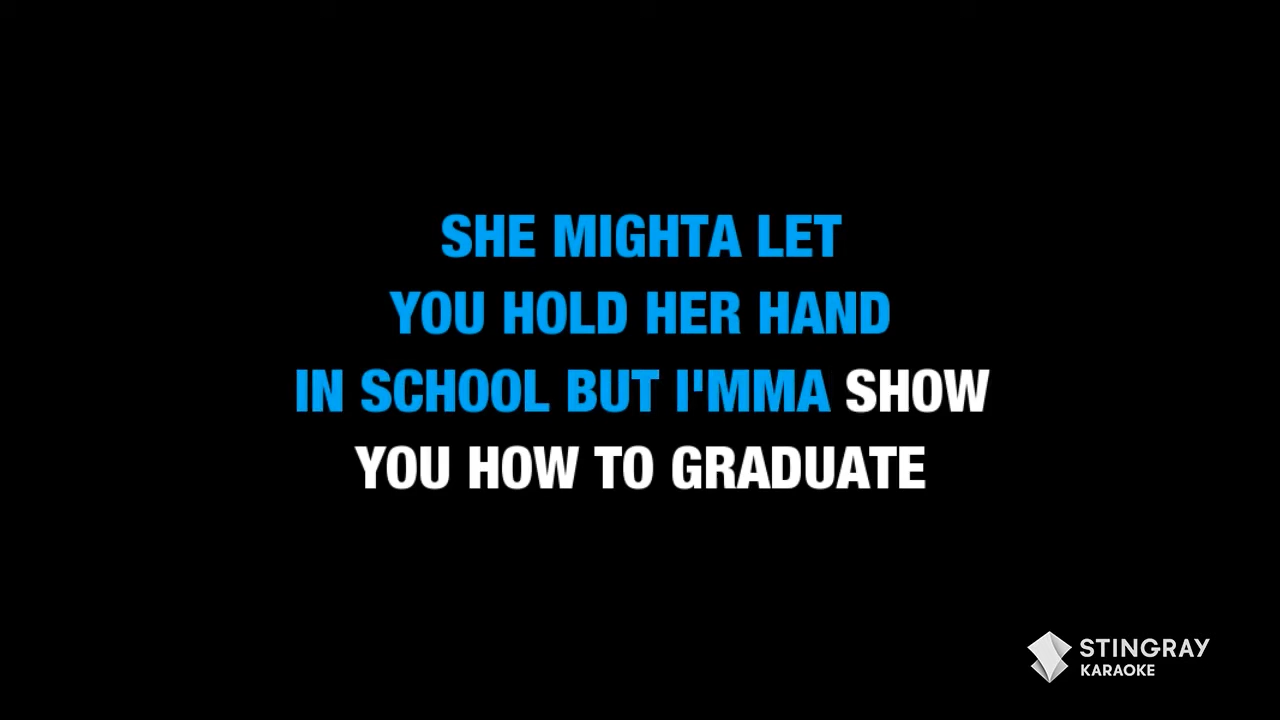 SHE MIGHTA LET
YOU HOLD HER HAND
IN SCHOOL BUT I'MMA SHOW
YOU HOW TO GRADUATE
STINGRAY
KARAOKE